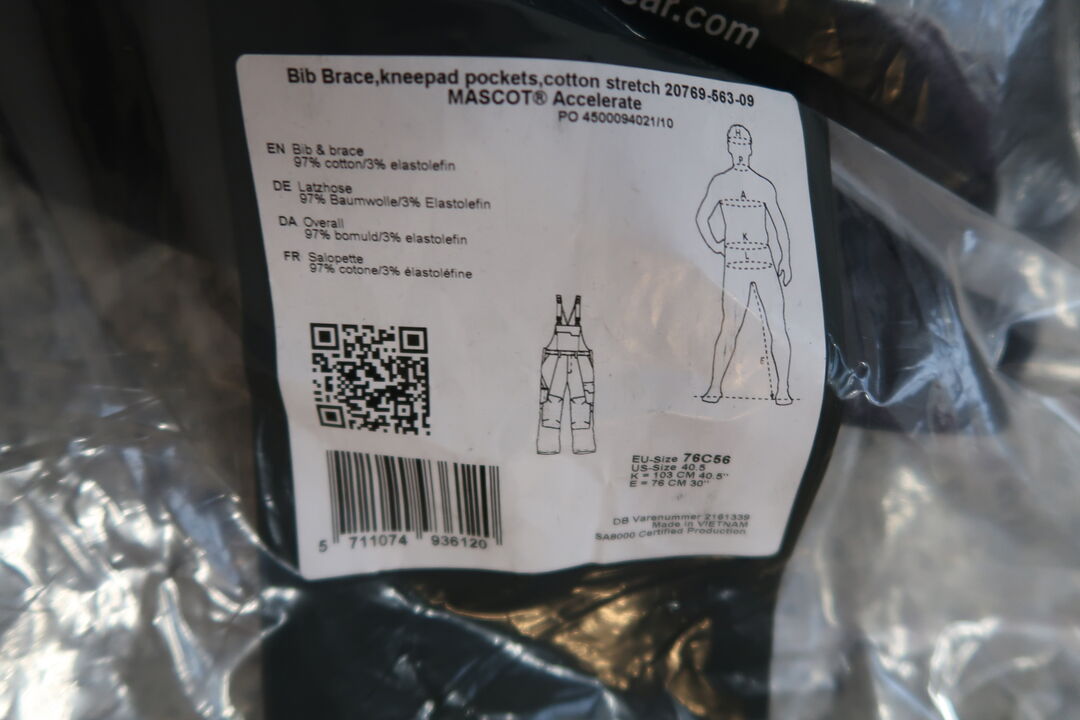 ear.com
Bib Brace,kneepad pockets,cotton stretch 20769-563-09
MASCOT® Accelerate
PO 4500094021/10
EN Bib & brace
97% cotton/3% elastolefin
DE Latzhose
97% Baumwolle/3% Elastolefin
DA Overall
97% bomuld/3% elastolefin
FR Salopette
97% cotone/3% élastoléfine
H
P
A
K
L
E
EU-Size 76C56
US-Size 40.5
K = 103 CM 40.5"
E = 76 CM 30"
DB Varenummer 2161339
Made in VIETNAM
SA8000 Certified Production
5 711074 936120